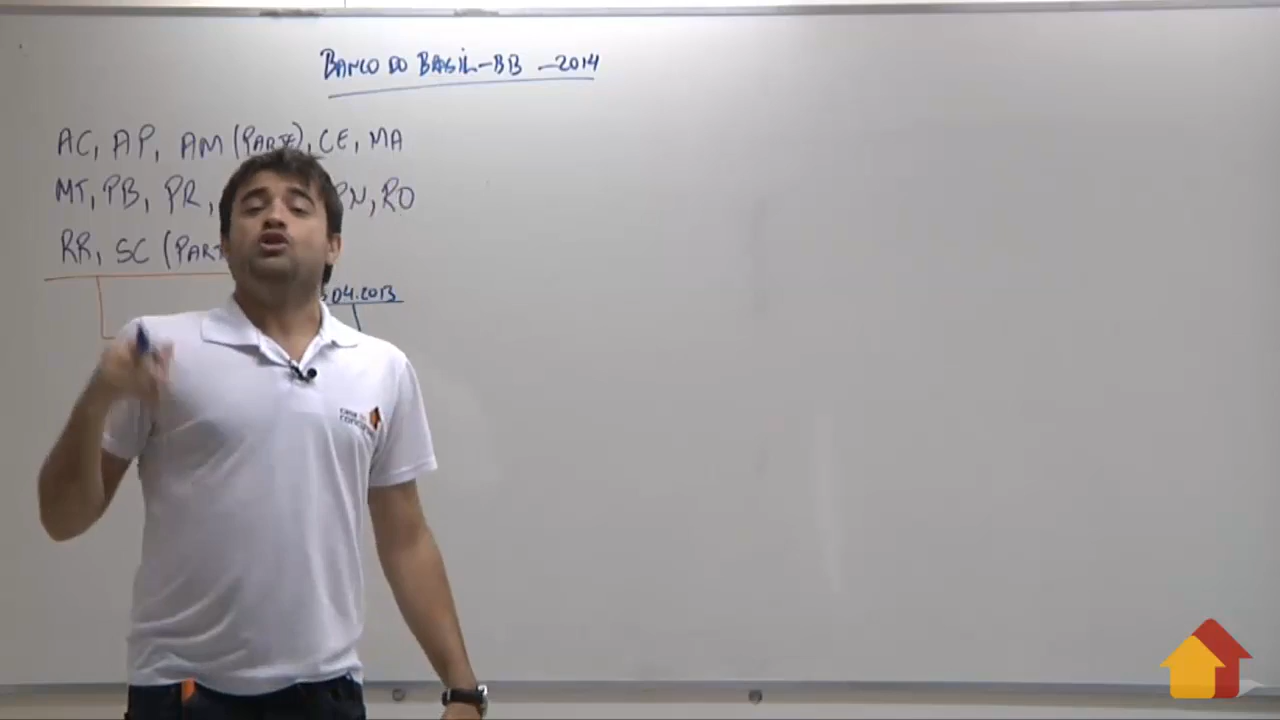 BANCO DO BRASIL-BB -2014
AC, AP, AM (PARTE), CE, MA
MT, PB, PR, RN, RO
RR, SC (PART
04.2013